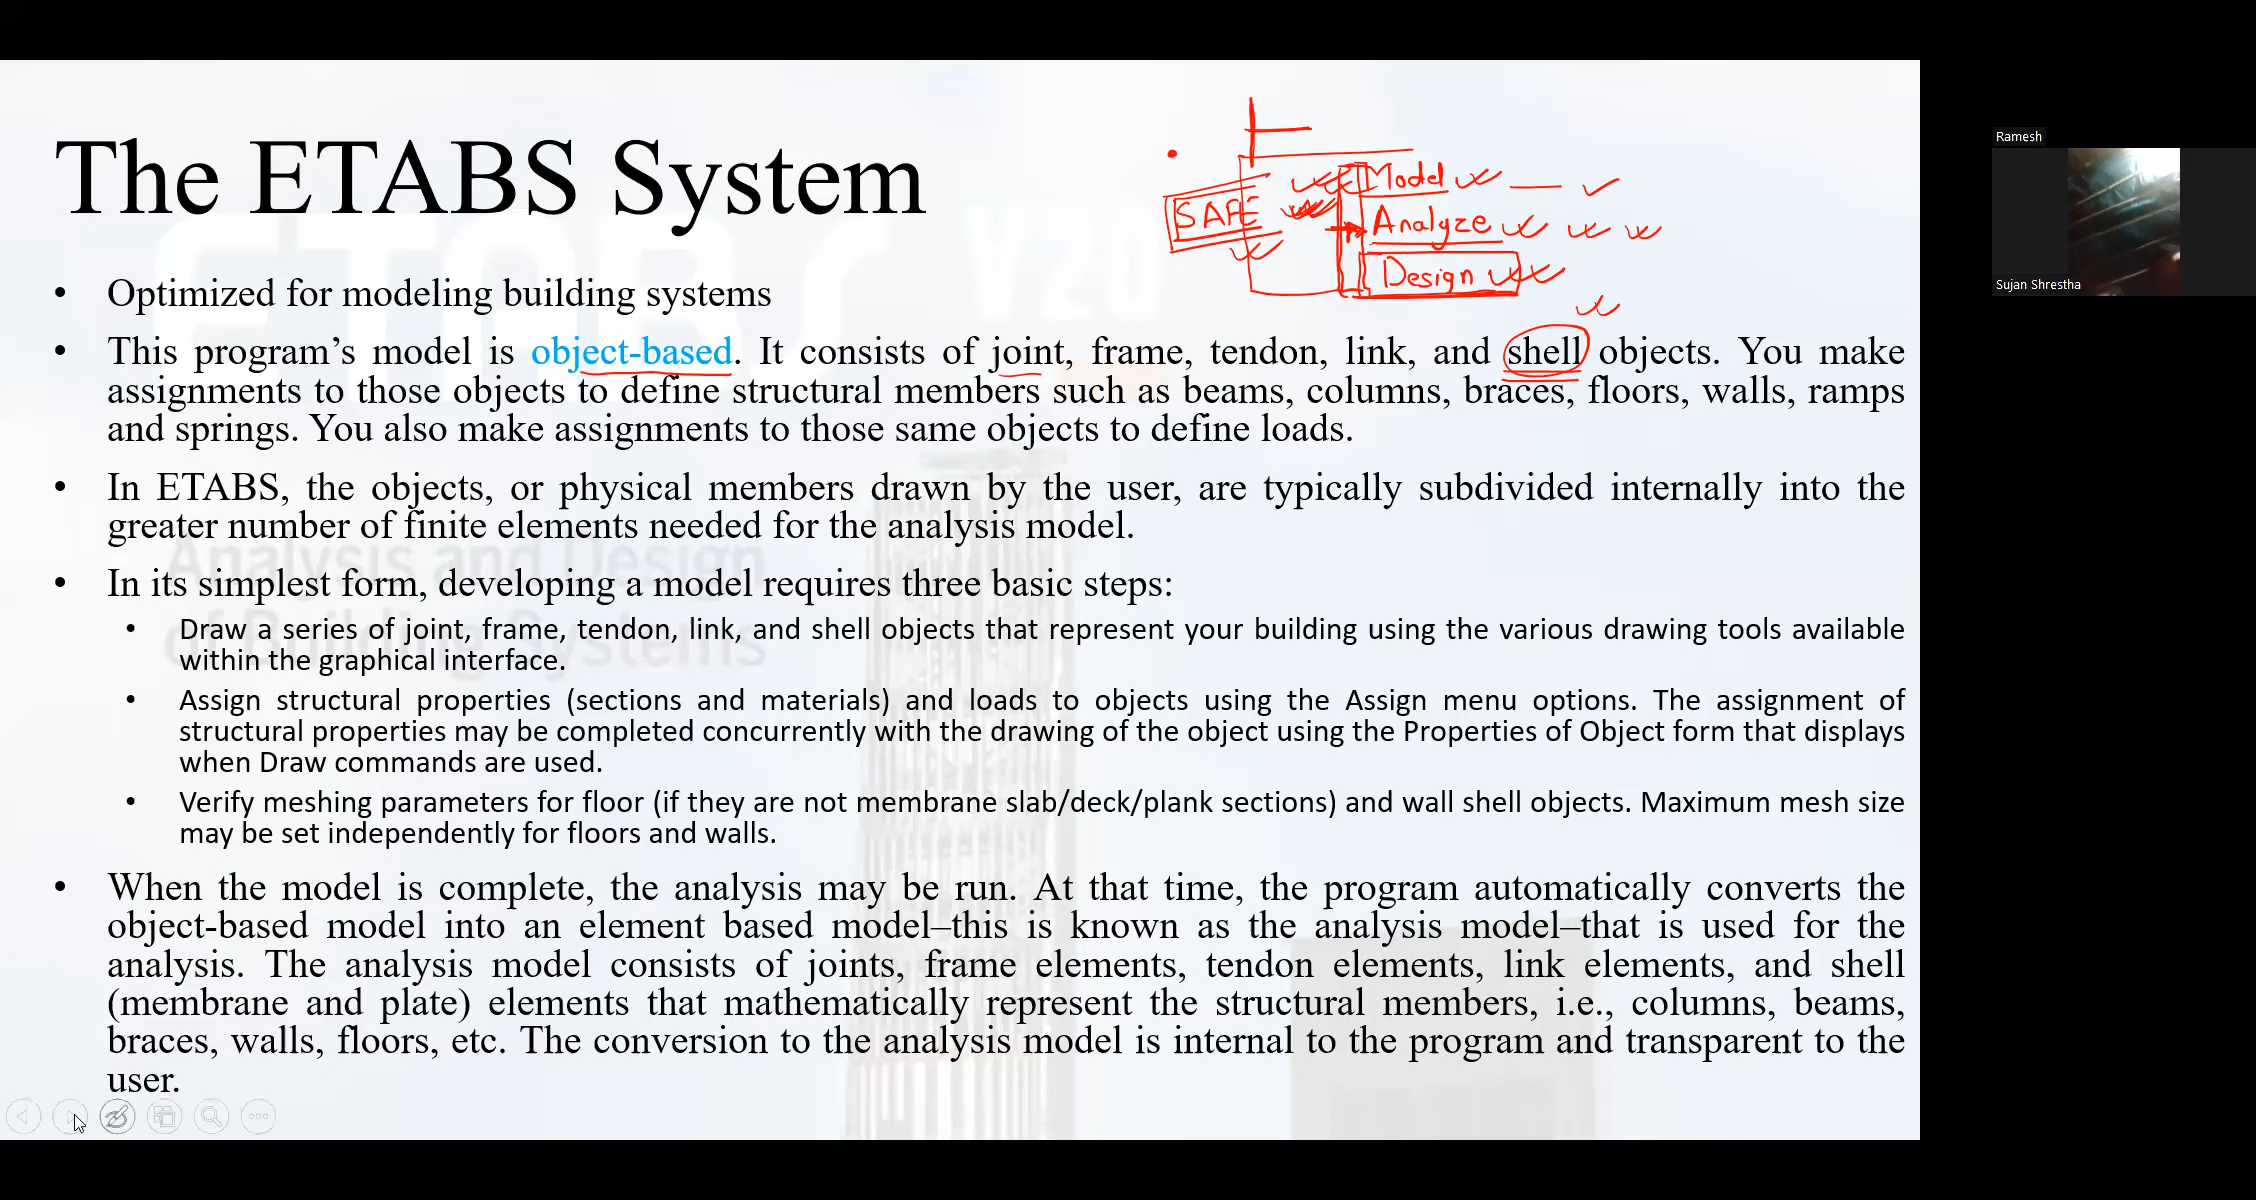 The ETABS System
Model
SAFE
Analyze
Design
• Optimized for modeling building systems
• This program’s model is object-based. It consists of joint, frame, tendon, link, and shell objects. You make
assignments to those objects to define structural members such as beams, columns, braces, floors, walls, ramps
and springs. You also make assignments to those same objects to define loads.
• In ETABS, the objects, or physical members drawn by the user, are typically subdivided internally into the
greater number of finite elements needed for the analysis model.
• In its simplest form, developing a model requires three basic steps:
• Draw a series of joint, frame, tendon, link, and shell objects that represent your building using the various drawing tools available
within the graphical interface.
• Assign structural properties (sections and materials) and loads to objects using the Assign menu options. The assignment of
structural properties may be completed concurrently with the drawing of the object using the Properties of Object form that displays
when Draw commands are used.
• Verify meshing parameters for floor (if they are not membrane slab/deck/plank sections) and wall shell objects. Maximum mesh size
may be set independently for floors and walls.
• When the model is complete, the analysis may be run. At that time, the program automatically converts the
object-based model into an element based model–this is known as the analysis model–that is used for the
analysis. The analysis model consists of joints, frame elements, tendon elements, link elements, and shell
(membrane and plate) elements that mathematically represent the structural members, i.e., columns, beams,
braces, walls, floors, etc. The conversion to the analysis model is internal to the program and transparent to the
user.
ETABS V20
Analysis and Design
of Building Systems
Ramesh
Sujan Shrestha